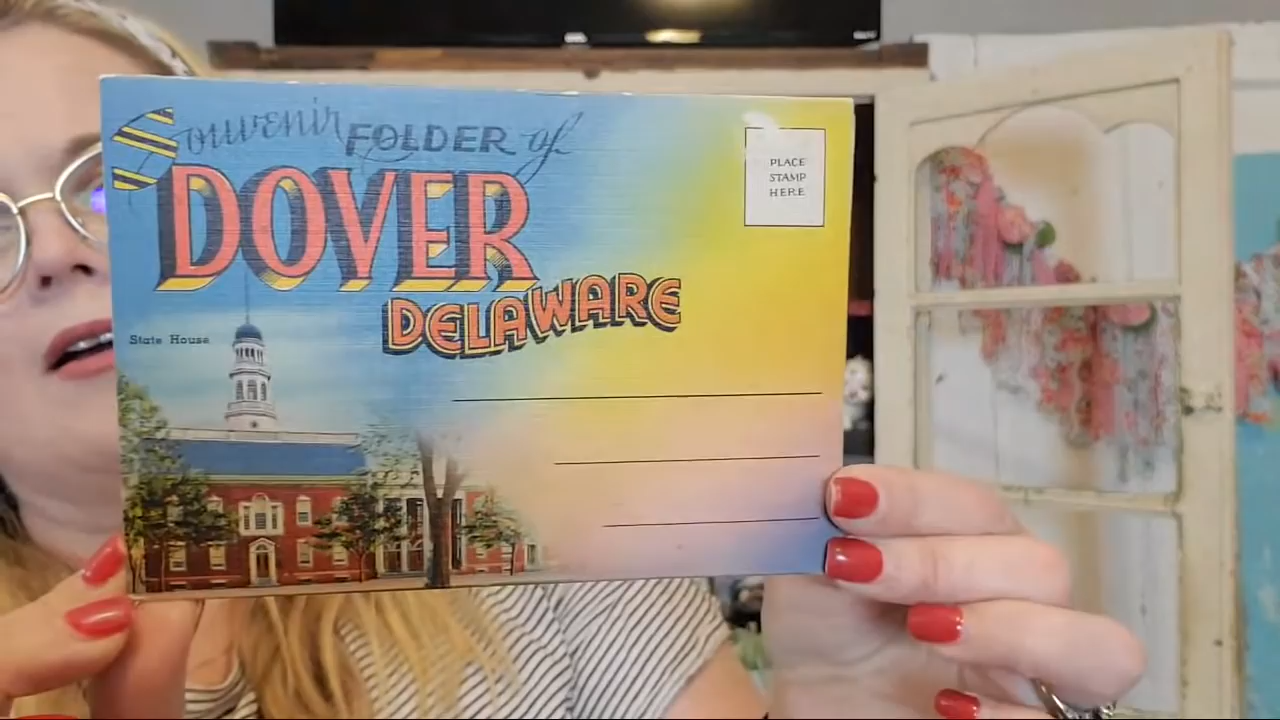 Souvenir FOLDER of
DOVER
DELAWARE
PLACE
STAMP
HERE
State House